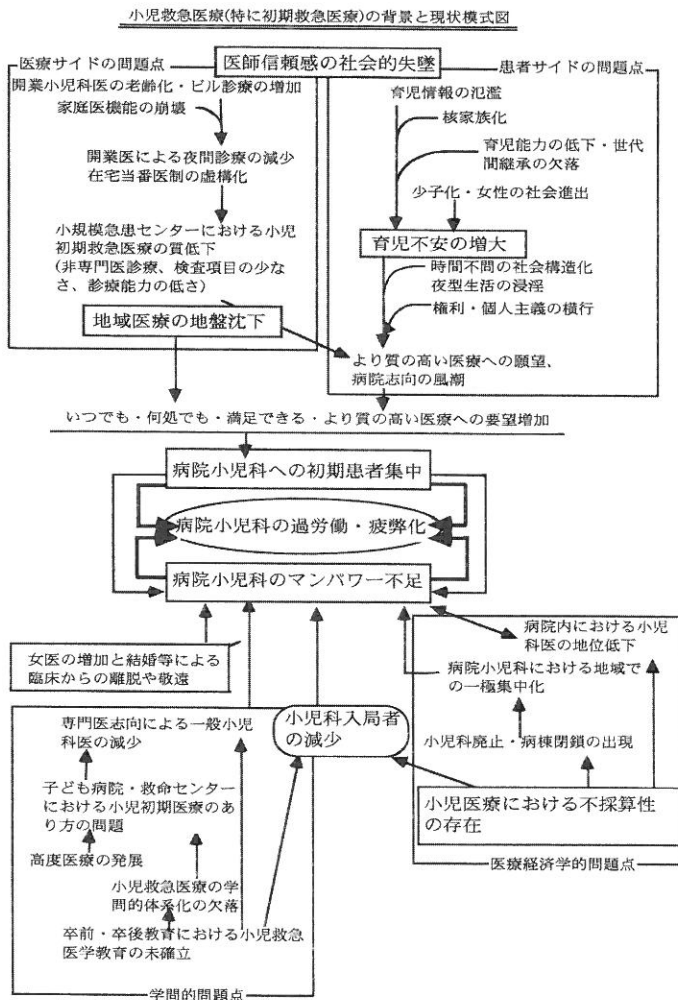 小児救急医療(特に初期救急医療)の背景と現状模式図
医師信頼感の社会的失墜
医療サイドの問題点
開業小児科医の老齢化・ビル診療の増加
家庭医機能の崩壊
開業医による夜間診療の減少
在宅当番医制の虚構化
小規模急患センターにおける小児
初期救急医療の質低下
(非専門医診療、検査項目の少な
さ、診療能力の低さ)
地域医療の地盤沈下
患者サイドの問題点
育児情報の氾濫
核家族化
育児能力の低下・世代
間継承の欠落
少子化・女性の社会進出
育児不安の増大
時間不問の社会構造化
夜型生活の浸淫
権利・個人主義の横行
より質の高い医療への願望、
病院志向の風潮
いつでも・何処でも・満足できる・より質の高い医療への要望増加
病院小児科への初期患者集中
病院小児科の過労働・疲弊化
病院小児科のマンパワー不足
女医の増加と結婚等による
臨床からの離脱や敬遠
病院内における小児
科医の地位低下
病院小児科における地域で
の一極集中化
小児科廃止・病棟閉鎖の出現
小児医療における不採算性
の存在
医療経済学的問題点
小児科入局者
の減少
専門医志向による一般小児
科医の減少
子ども病院・救命センター
における小児初期医療のあ
り方の問題
高度医療の発展
小児救急医療の学
問的体系化の欠落
卒前・卒後教育における小児救急
医学教育の未確立
学問的問題点